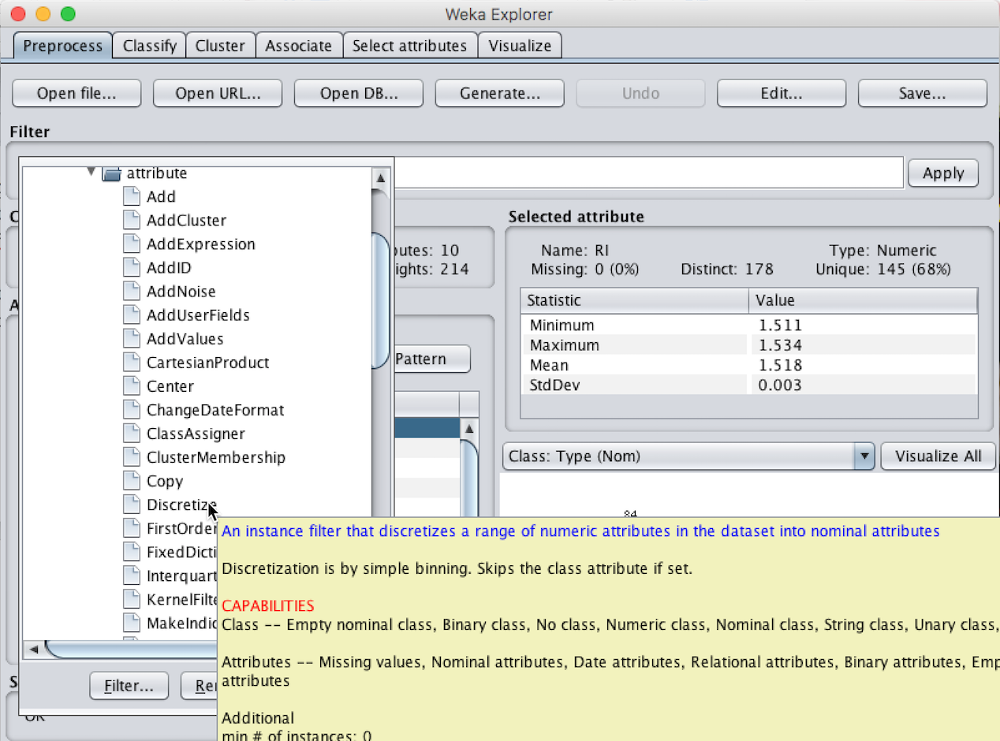 Weka Explorer
Preprocess Classify Cluster Associate Select attributes Visualize
Open file... Open URL... Open DB... Generate... Undo Edit... Save...
Filter
Apply
attribute
Add
AddCluster
AddExpression
AddID
AddNoise
AddUserFields
AddValues
CartesianProduct
Center
ChangeDateFormat
ClassAssigner
ClusterMembership
Copy
Discretize
FirstOrder
FixedDicti
Interquart
KernelFilte
MakeIndic
Filter... Rer
butes: 10
ights: 214
Pattern
Selected attribute
Name: RI Type: Numeric
Missing: 0 (0%) Distinct: 178 Unique: 145 (68%)
Statistic Value
Minimum 1.511
Maximum 1.534
Mean 1.518
StdDev 0.003
Class: Type (Nom) Visualize All
84
An instance filter that discretizes a range of numeric attributes in the dataset into nominal attributes
Discretization is by simple binning. Skips the class attribute if set.
CAPABILITIES
Class -- Empty nominal class, Binary class, No class, Numeric class, Nominal class, String class, Unary class,
Attributes -- Missing values, Nominal attributes, Date attributes, Relational attributes, Binary attributes, Emp
attributes
Additional
min # of instances: 0
OK